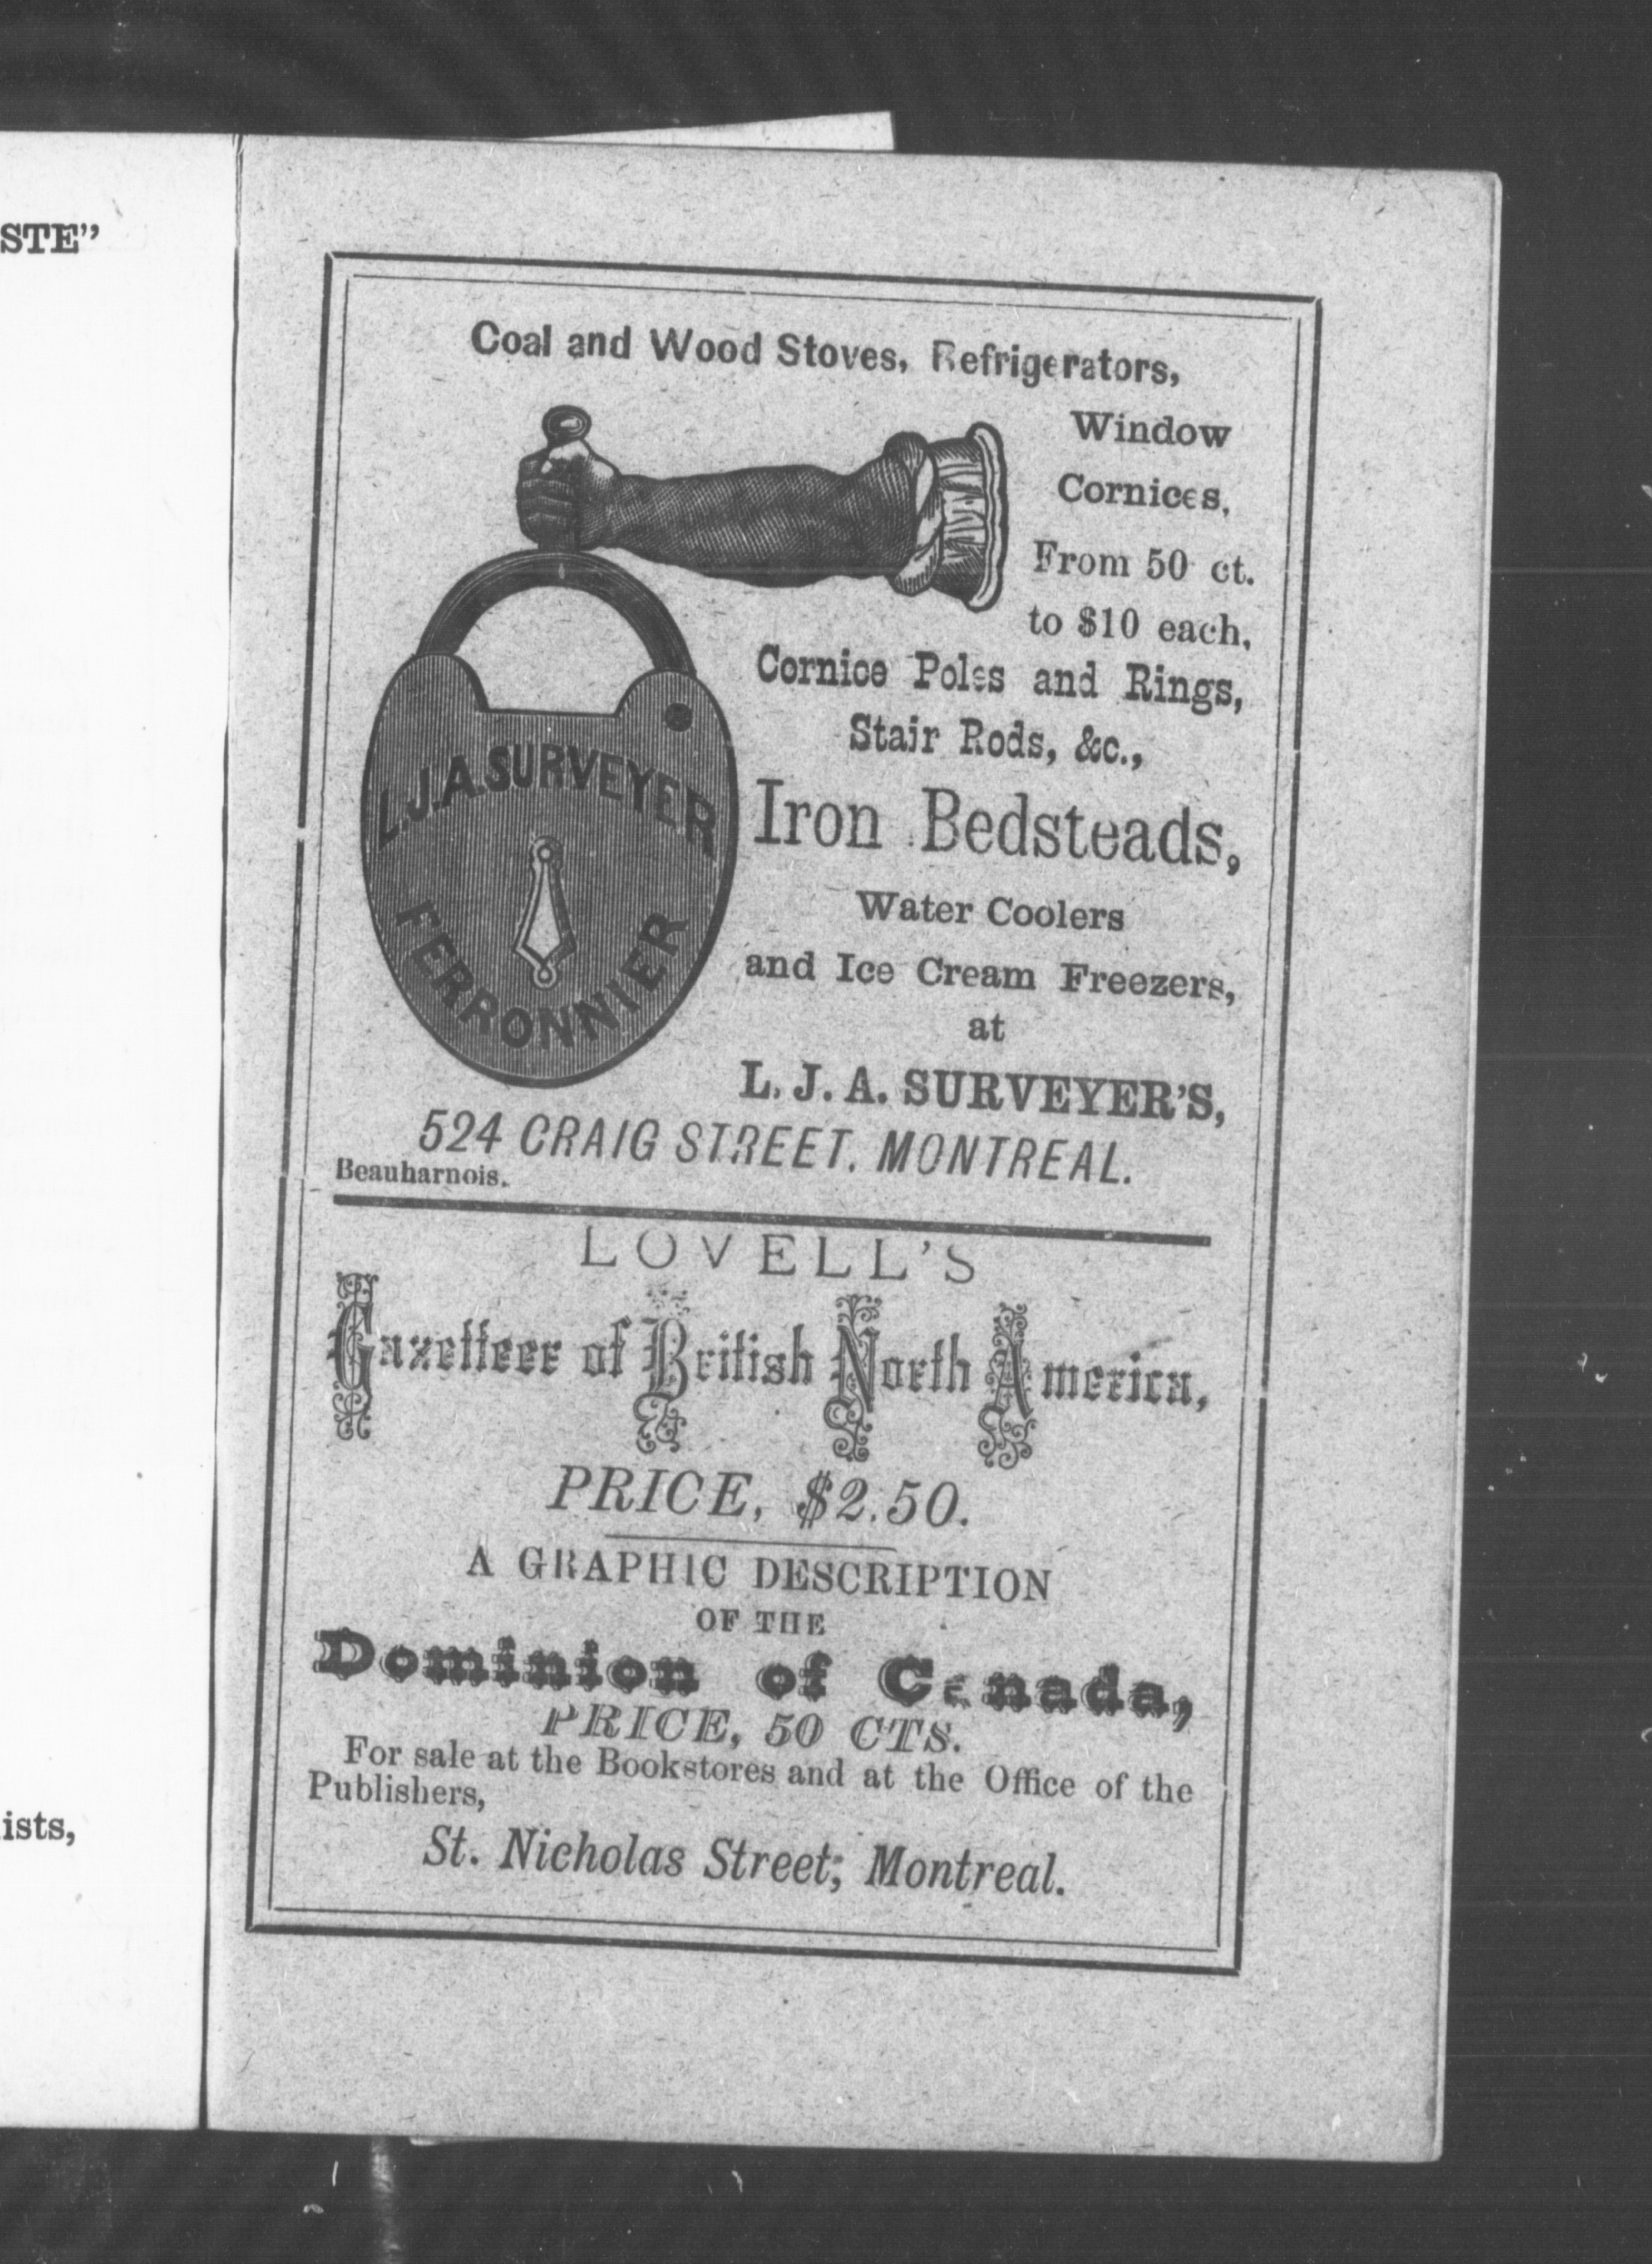 STE”
ists,
Coal and Wood Stoves, Refrigerators,
Window
Cornices,
From 50 ct.
to $10 each,
Cornice Poles and Rings,
Stair Rods, &c.,
L.J.A. SURVEYER
FERRONNIER
Iron Bedsteads,
Water Coolers
and Ice Cream Freezers,
at
L. J. A. SURVEYER'S,
524 CRAIG STREET, MONTREAL.
Beauharnois.
LOVELL'S
Gazetteer of British North America,
PRICE, $2.50.
A GRAPHIC DESCRIPTION
OF THE
Dominion of Canada,
PRICE, 50 CTS.
For sale at the Bookstores and at the Office of the
Publishers,
St. Nicholas Street, Montreal.